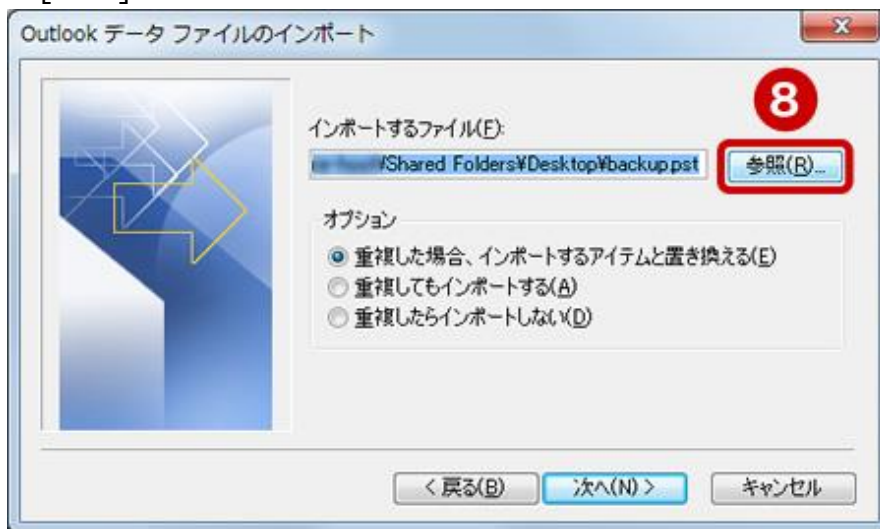 Outlook データ ファイルのインポート
8
インポートするファイル(F):
/Shared Folders¥Desktop¥backup.pst
参照(R)...
オプション
重複した場合、インポートするアイテムと置き換える(E)
重複してもインポートする(A)
重複したらインポートしない(D)
< 戻る(B)
次へ(N) >
キャンセル